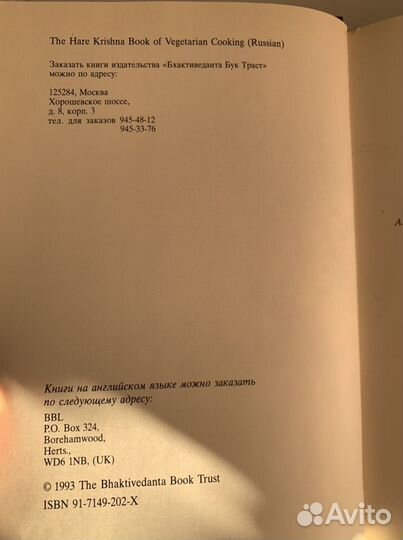 The Hare Krishna Book of Vegetarian Cooking (Russian)
Заказать книги издательства «Бхактиведанта Бук Траст»
можно по адресу:
125284, Москва
Хорошевское шоссе,
д. 8, корп. 3
тел. для заказов 945-48-12
945-33-76
Книги на английском языке можно заказать
по следующему адресу:
BBL
P.O. Box 324,
Borehamwood,
Herts.,
WD6 1NB, (UK)
© 1993 The Bhaktivedanta Book Trust
ISBN 91-7149-202-X
А.
Avito